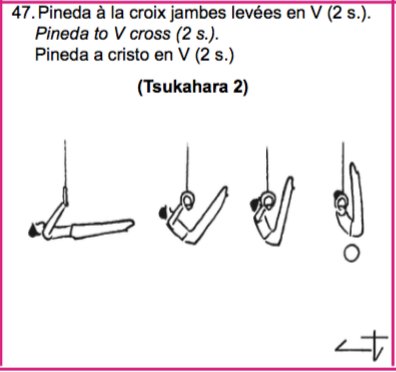 47. Pineda à la croix jambes levées en V (2 s.).
Pineda to V cross (2 s.).
Pineda a cristo en V (2 s.)
(Tsukahara 2)